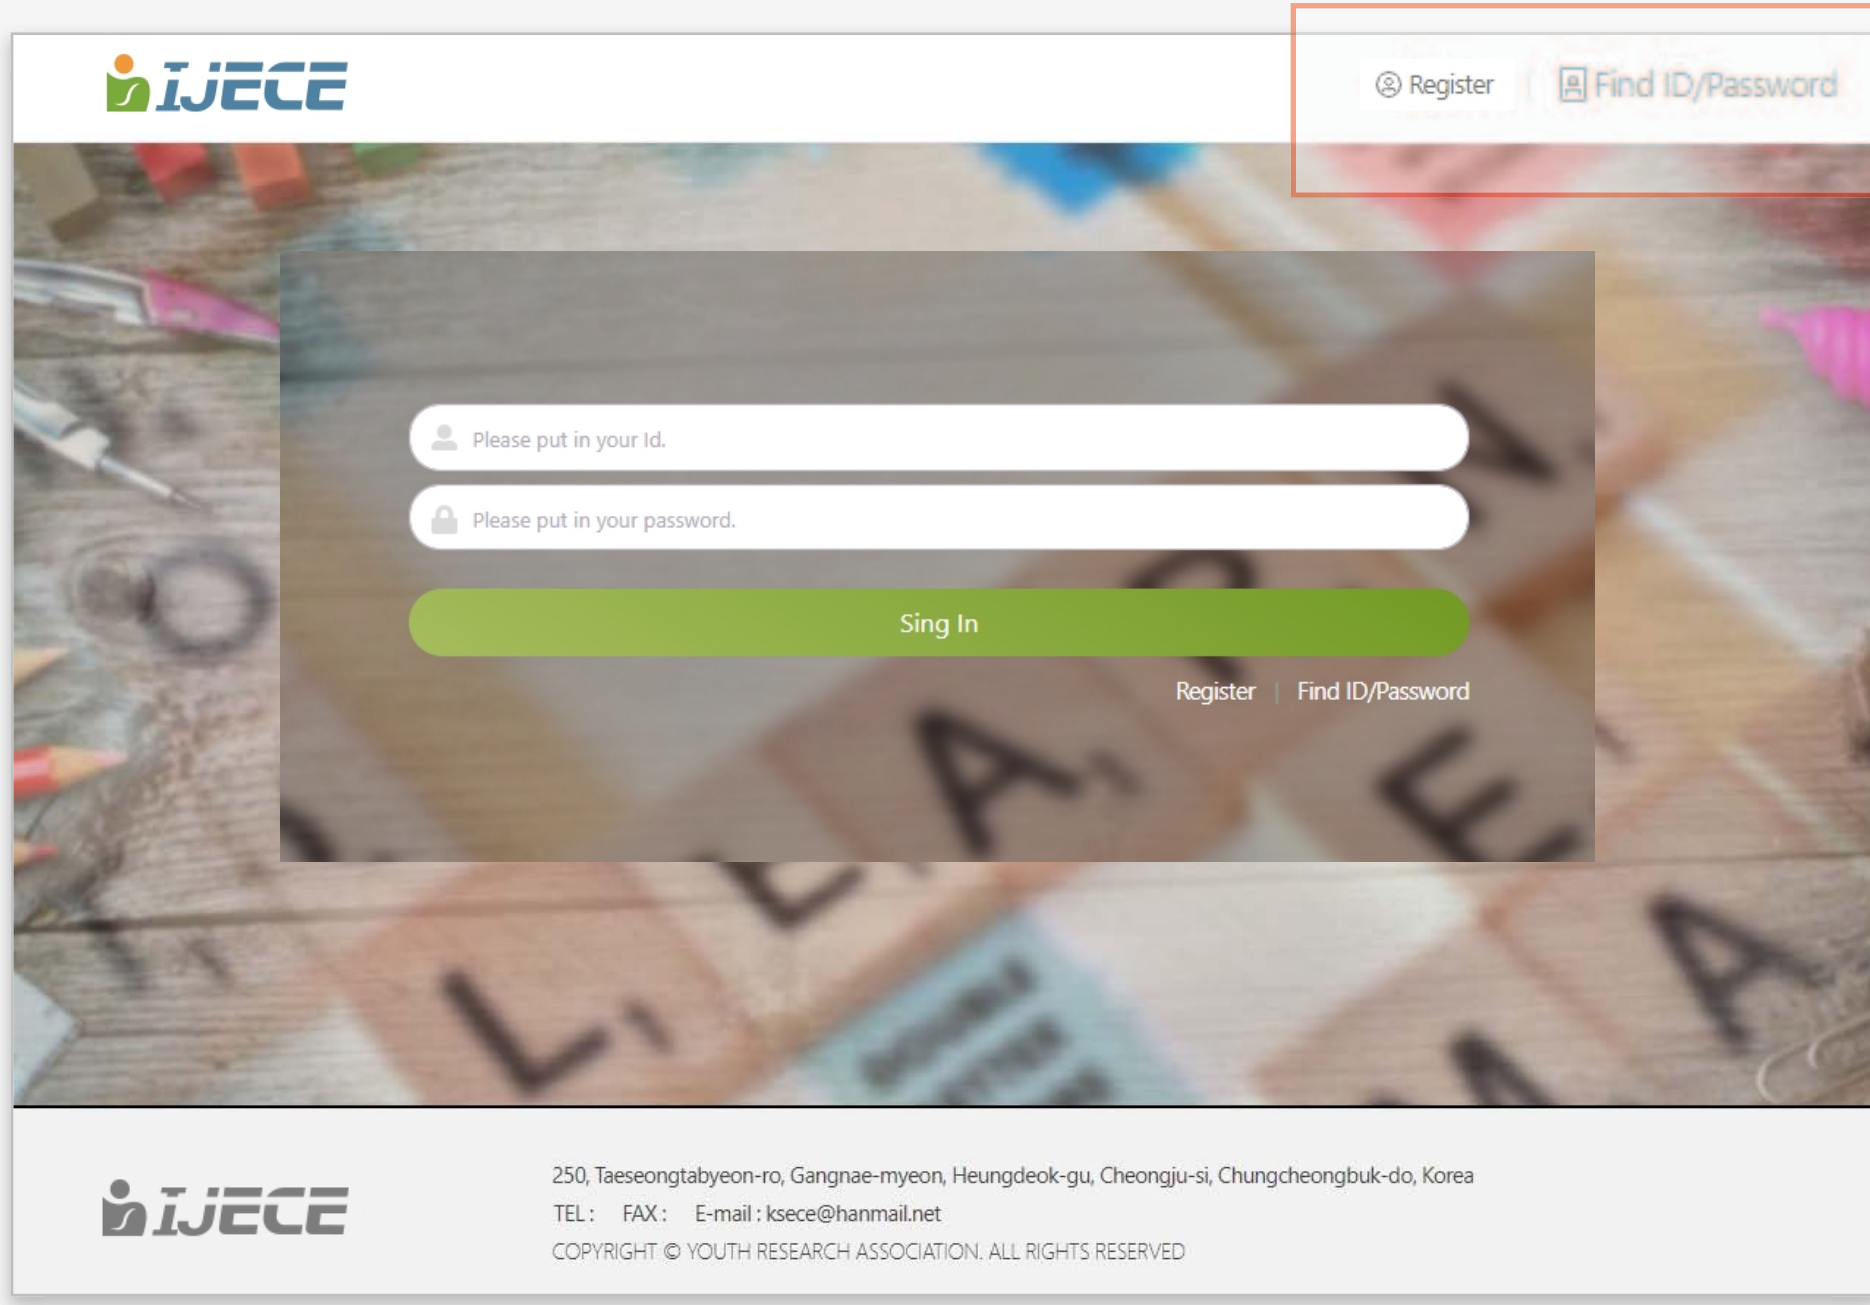 IJECE
Register | Find ID/Password
Please put in your Id.
Please put in your password.
Sing In
Register | Find ID/Password
L
E
A
R
N
E
A
M
DOUBLE
LETTER
IJECE
250, Taeseongtabyeon-ro, Gangnae-myeon, Heungdeok-gu, Cheongju-si, Chungcheongbuk-do, Korea
TEL : FAX : E-mail : ksece@hanmail.net
COPYRIGHT © YOUTH RESEARCH ASSOCIATION. ALL RIGHTS RESERVED